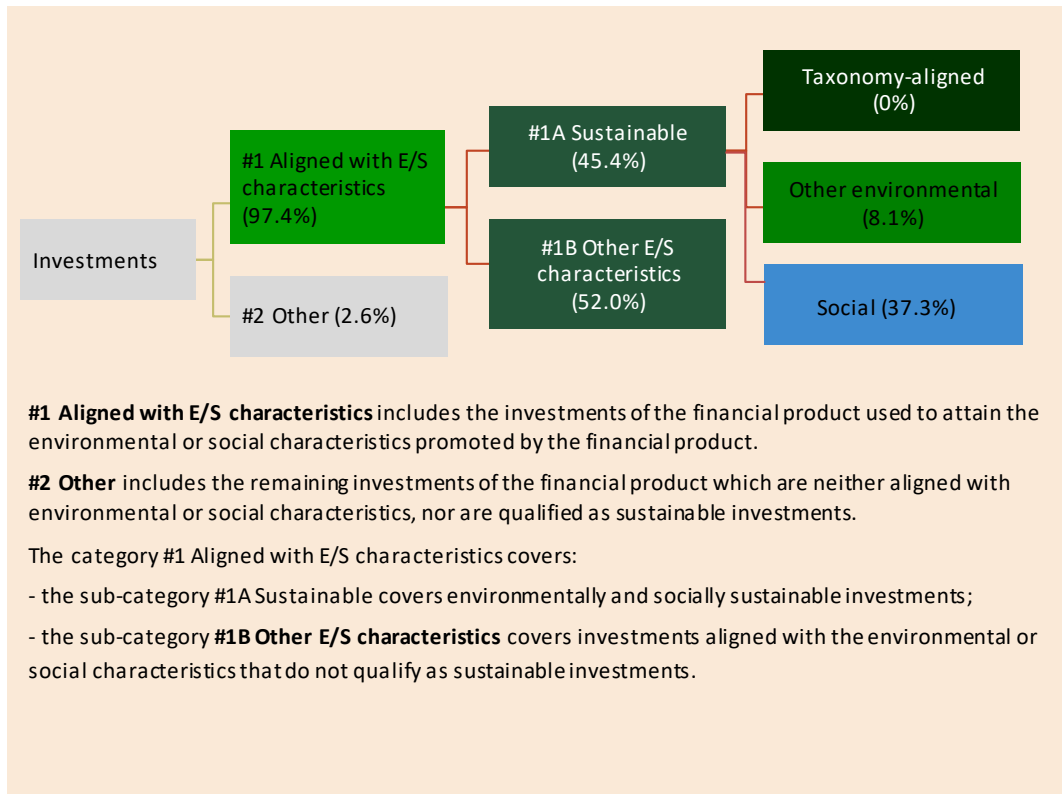 Investments
#1 Aligned with E/S
characteristics
(97.4%)
#2 Other (2.6%)
#1A Sustainable
(45.4%)
#1B Other E/S
characteristics
(52.0%)
Taxonomy-aligned
(0%)
Other environmental
(8.1%)
Social (37.3%)
#1 Aligned with E/S characteristics includes the investments of the financial product used to attain the
environmental or social characteristics promoted by the financial product.
#2 Other includes the remaining investments of the financial product which are neither aligned with
environmental or social characteristics, nor are qualified as sustainable investments.
The category #1 Aligned with E/S characteristics covers:
- the sub-category #1A Sustainable covers environmentally and socially sustainable investments;
- the sub-category #1B Other E/S characteristics covers investments aligned with the environmental or
social characteristics that do not qualify as sustainable investments.